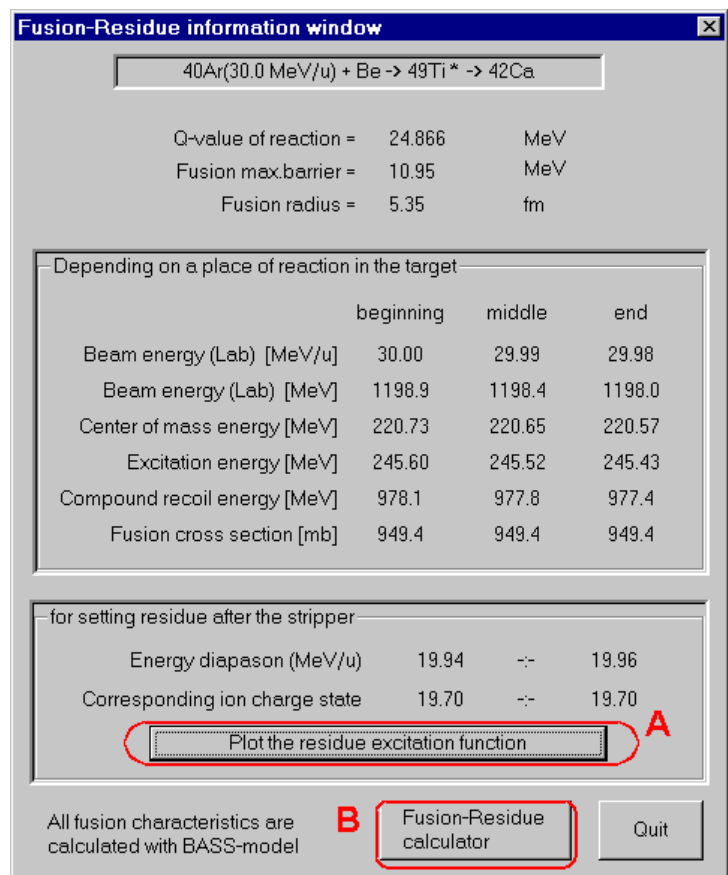 Fusion-Residue information window
40Ar(30.0 MeV/u) + Be -> 49Ti* -> 42Ca
Q-value of reaction = 24.866 MeV
Fusion max.barrier = 10.95 MeV
Fusion radius = 5.35 fm
Depending on a place of reaction in the target
beginning middle end
Beam energy (Lab) [MeV/u] 30.00 29.99 29.98
Beam energy (Lab) [MeV] 1198.9 1198.4 1198.0
Center of mass energy [MeV] 220.73 220.65 220.57
Excitation energy [MeV] 245.60 245.52 245.43
Compound recoil energy [MeV] 978.1 977.8 977.4
Fusion cross section [mb] 949.4 949.4 949.4
for setting residue after the stripper
Energy diapason (MeV/u) 19.94 -:- 19.96
Corresponding ion charge state 19.70 -:- 19.70
Plot the residue excitation function
A
All fusion characteristics are
calculated with BASS-model
B
Fusion-Residue
calculator
Quit